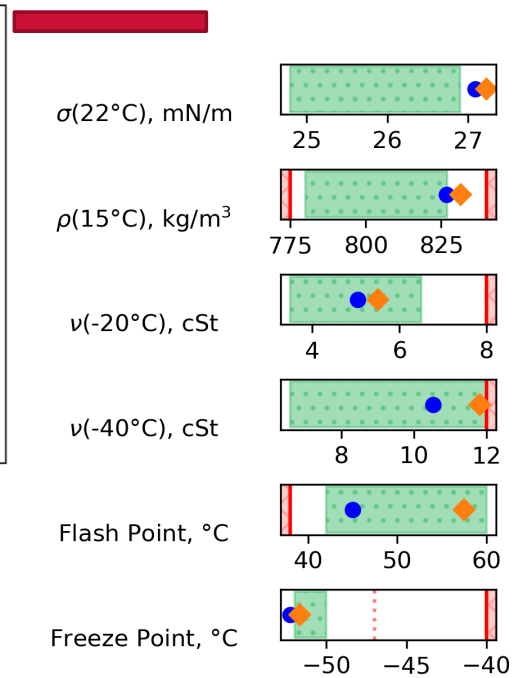 σ(22°C), mN/m
25 26 27
ρ(15°C), kg/m³
775 800 825
ν(-20°C), cSt
4 6 8
ν(-40°C), cSt
8 10 12
Flash Point, °C
40 50 60
Freeze Point, °C
−50 −45 −40